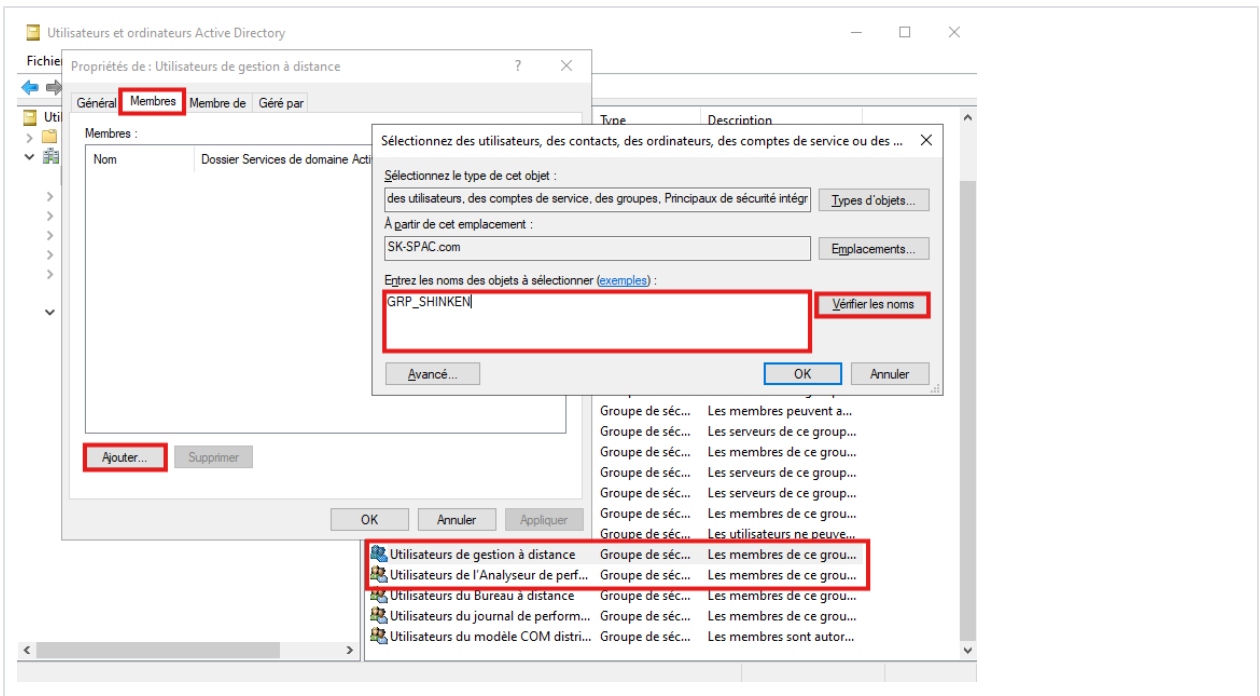 Utilisateurs et ordinateurs Active Directory
Fichie
Propriétés de : Utilisateurs de gestion à distance
?
Général Membres Membre de Géré par
Uti
Type Description
Membres :
Nom Dossier Services de domaine Acti
Sélectionnez des utilisateurs, des contacts, des ordinateurs, des comptes de service ou des ...
Sélectionnez le type de cet objet :
des utilisateurs, des comptes de service, des groupes, Principaux de sécurité intégr
Types d'objets...
À partir de cet emplacement :
SK-SPAC.com
Emplacements...
Entrez les noms des objets à sélectionner (exemples) :
GRP_SHINKEN
Vérifier les noms
Avancé...
OK Annuler
Groupe de séc... Les membres peuvent a...
Groupe de séc... Les serveurs de ce group...
Groupe de séc... Les membres de ce grou...
Groupe de séc... Les serveurs de ce group...
Groupe de séc... Les serveurs de ce group...
Groupe de séc... Les membres de ce grou...
Groupe de séc... Les utilisateurs ne peuve...
Ajouter... Supprimer
OK Annuler Appliquer
Utilisateurs de gestion à distance Groupe de séc... Les membres de ce grou...
Utilisateurs de l'Analyseur de perf... Groupe de séc... Les membres de ce grou...
Utilisateurs du Bureau à distance Groupe de séc... Les membres de ce grou...
Utilisateurs du journal de perform... Groupe de séc... Les membres de ce grou...
Utilisateurs du modèle COM distri... Groupe de séc... Les membres sont autor...